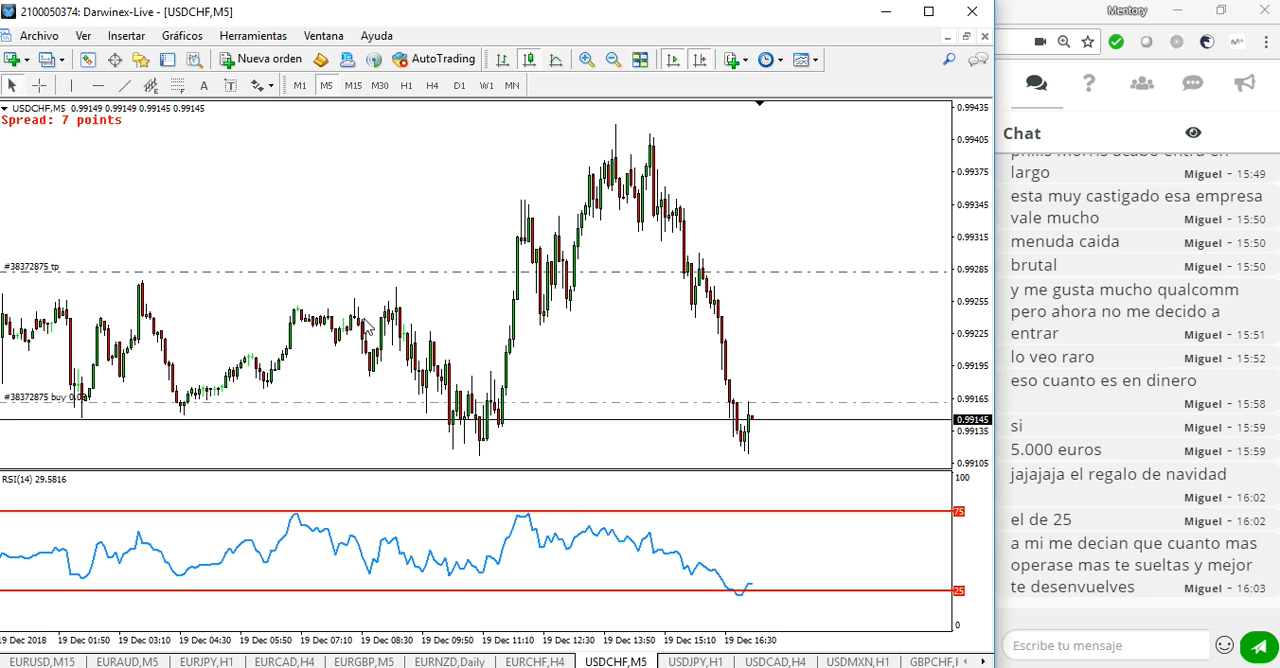 2100050374: Darwinex-Live - [USDCHF,M5]
Mentory
Archivo Ver Insertar Gráficos Herramientas Ventana Ayuda
Nueva orden AutoTrading
M1 M5 M15 M30 H1 H4 D1 W1 MN
USDCHF,M5 0.99149 0.99149 0.99145 0.99145
Spread: 7 points
0.99435
0.99405
0.99375
0.99345
0.99315
0.99285
0.99255
0.99225
0.99195
0.99165
0.99145
0.99135
0.99105
#38372875 tp
#38372875 buy 0.0
RSI(14) 29.5816
100
75
25
0
19 Dec 2018 19 Dec 01:50 19 Dec 03:10 19 Dec 04:30 19 Dec 05:50 19 Dec 07:10 19 Dec 08:30 19 Dec 09:50 19 Dec 11:10 19 Dec 12:30 19 Dec 13:50 19 Dec 15:10 19 Dec 16:30
EURUSD,M15 EURAUD,M5 EURJPY,H1 EURCAD,H4 EURGBP,M5 EURNZD,Daily EURCHF,H4 USDCHF,M5 USDJPY,H1 USDCAD,H4 USDMXN,H1 GBPCHF,
Chat
largo
Miguel - 15:49
esta muy castigado esa empresa
vale mucho
Miguel - 15:50
menuda caida
Miguel - 15:50
brutal
Miguel - 15:50
y me gusta mucho qualcomm
pero ahora no me decido a
entrar
Miguel - 15:51
lo veo raro
Miguel - 15:52
eso cuanto es en dinero
Miguel - 15:58
si
Miguel - 15:59
5.000 euros
Miguel - 15:59
jajajaja el regalo de navidad
Miguel - 16:02
el de 25
Miguel - 16:02
a mi me decian que cuanto mas
operase mas te sueltas y mejor
te desenvuelves
Miguel - 16:03
Escribe tu mensaje